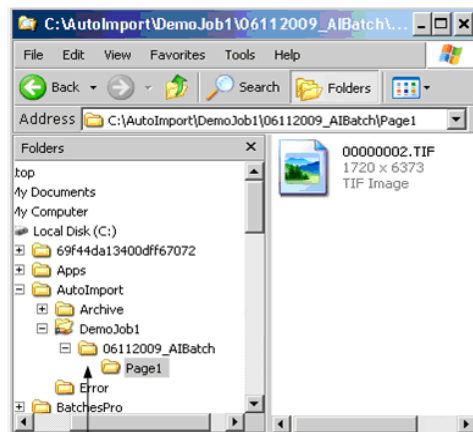 C:\AutoImport\DemoJob1\06112009_AIBatch\...
File Edit View Favorites Tools Help
Back Search Folders
Address C:\AutoImport\DemoJob1\06112009_AIBatch\Page1
Folders
00000002.TIF
1720 x 6373
TIF Image
top
My Documents
My Computer
Local Disk (C:)
69f44da13400dff67072
Apps
AutoImport
Archive
DemoJob1
06112009_AIBatch
Page1
Error
BatchesPro